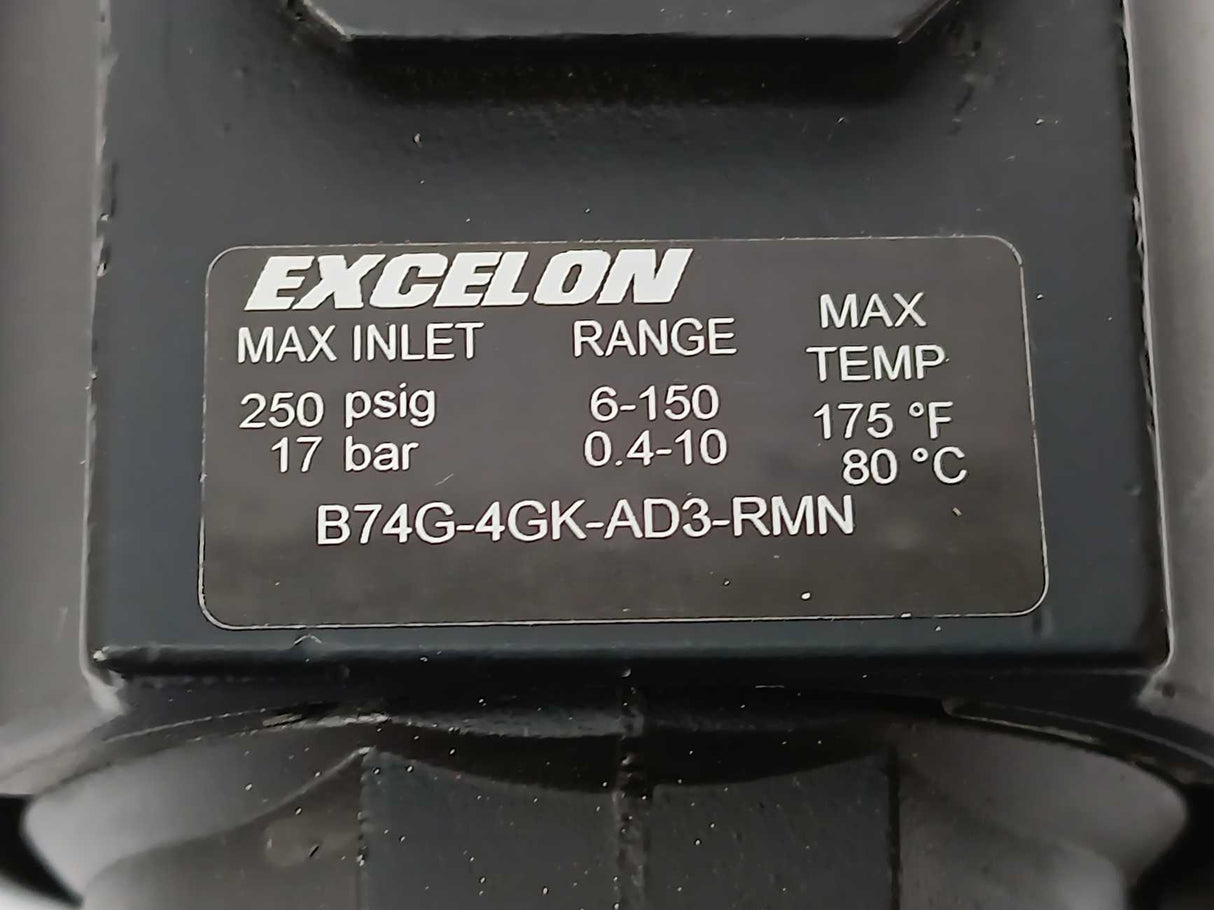 EXCELON
MAX INLET RANGE MAX TEMP
250 psig 6-150 175 °F
17 bar 0.4-10 80 °C
B74G-4GK-AD3-RMN